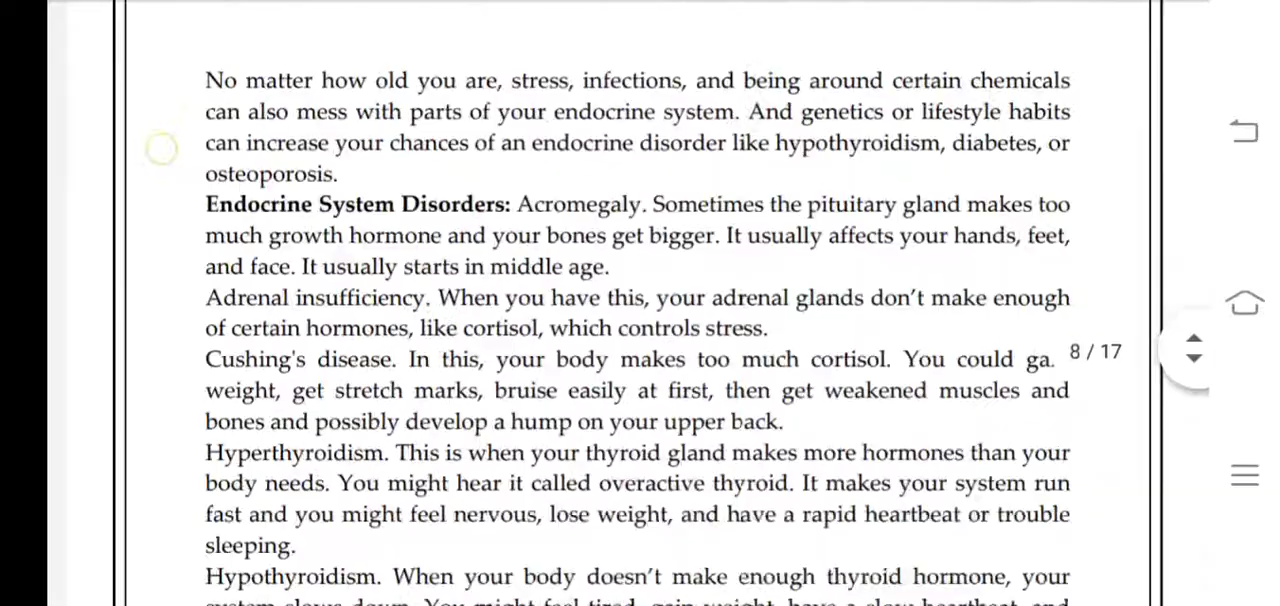 No matter how old you are, stress, infections, and being around certain chemicals
can also mess with parts of your endocrine system. And genetics or lifestyle habits
can increase your chances of an endocrine disorder like hypothyroidism, diabetes, or
osteoporosis.
Endocrine System Disorders: Acromegaly. Sometimes the pituitary gland makes too
much growth hormone and your bones get bigger. It usually affects your hands, feet,
and face. It usually starts in middle age.
Adrenal insufficiency. When you have this, your adrenal glands don't make enough
of certain hormones, like cortisol, which controls stress.
Cushing's disease. In this, your body makes too much cortisol. You could ga.
8 / 17
weight, get stretch marks, bruise easily at first, then get weakened muscles and
bones and possibly develop a hump on your upper back.
Hyperthyroidism. This is when your thyroid gland makes more hormones than your
body needs. You might hear it called overactive thyroid. It makes your system run
fast and you might feel nervous, lose weight, and have a rapid heartbeat or trouble
sleeping.
Hypothyroidism. When your body doesn't make enough thyroid hormone, your